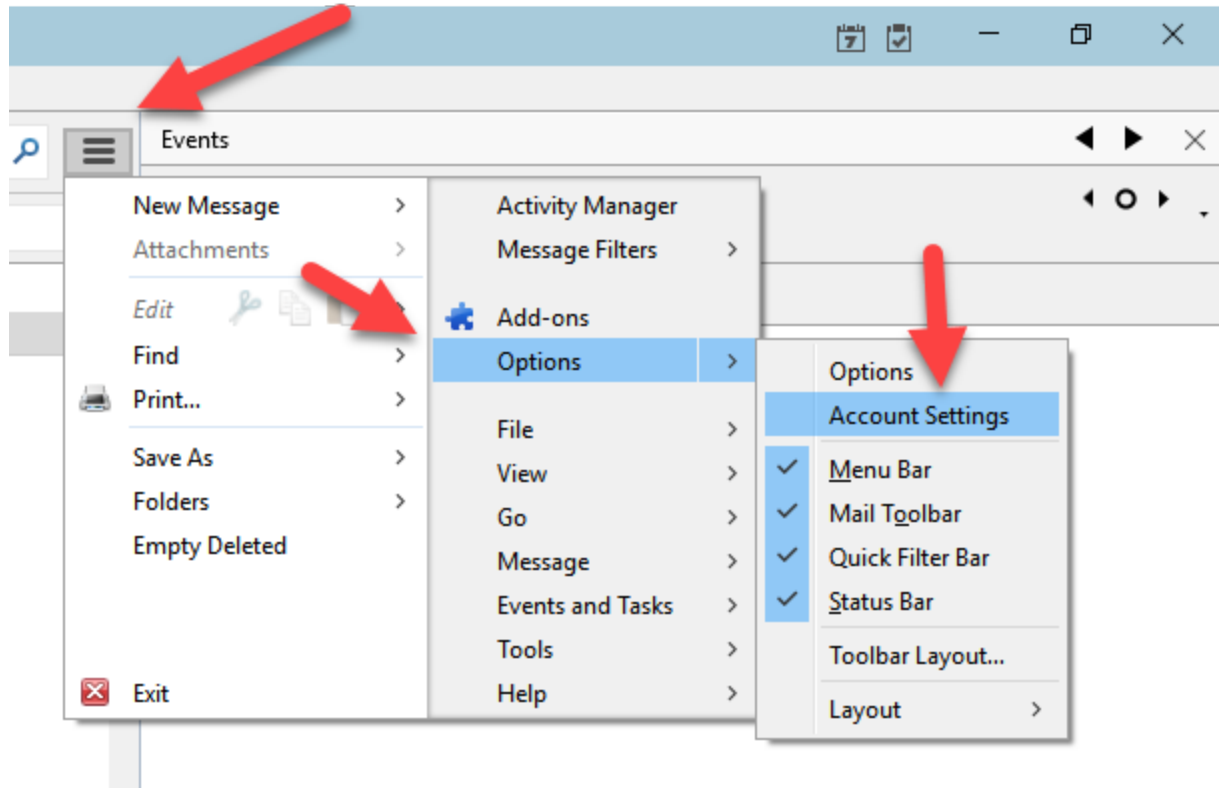 7
Events
New Message
Attachments
Edit
Find
Print...
Save As
Folders
Empty Deleted
Exit
Activity Manager
Message Filters
Add-ons
Options
File
View
Go
Message
Events and Tasks
Tools
Help
Options
Account Settings
Menu Bar
Mail Toolbar
Quick Filter Bar
Status Bar
Toolbar Layout...
Layout